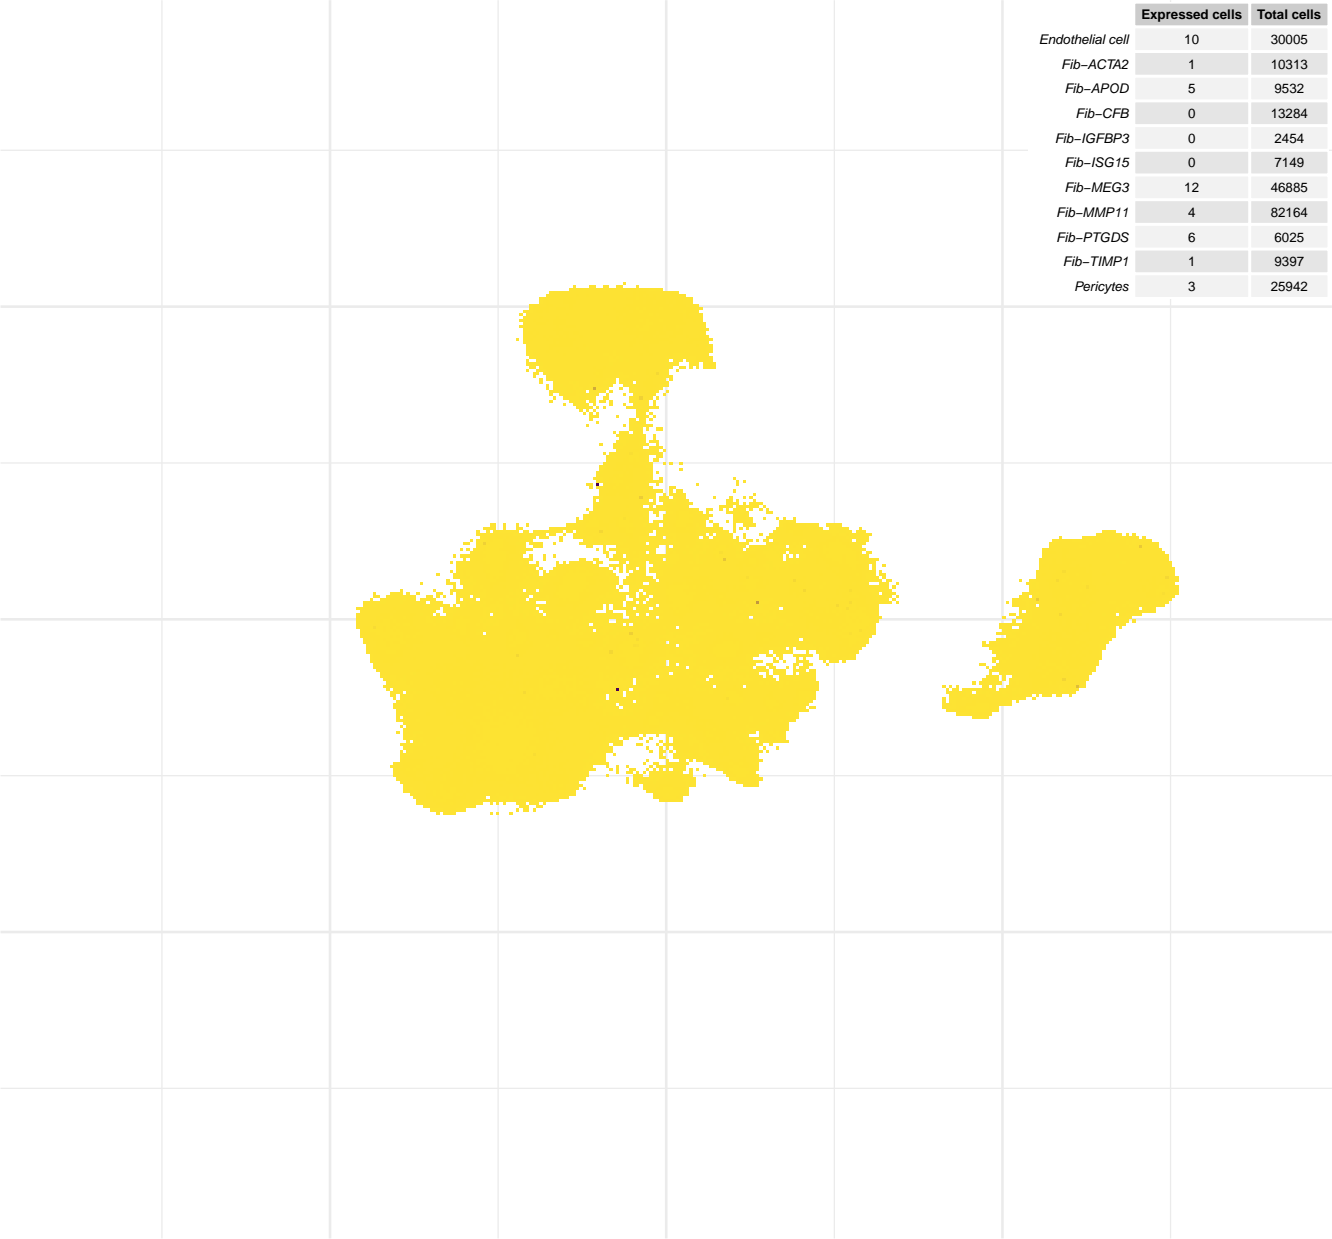 Expressed cells Total cells
Endothelial cell 10 30005
Fib−ACTA2 1 10313
Fib−APOD 5 9532
Fib−CFB 0 13284
Fib−IGFBP3 0 2454
Fib−ISG15 0 7149
Fib−MEG3 12 46885
Fib−MMP11 4 82164
Fib−PTGDS 6 6025
Fib−TIMP1 1 9397
Pericytes 3 25942